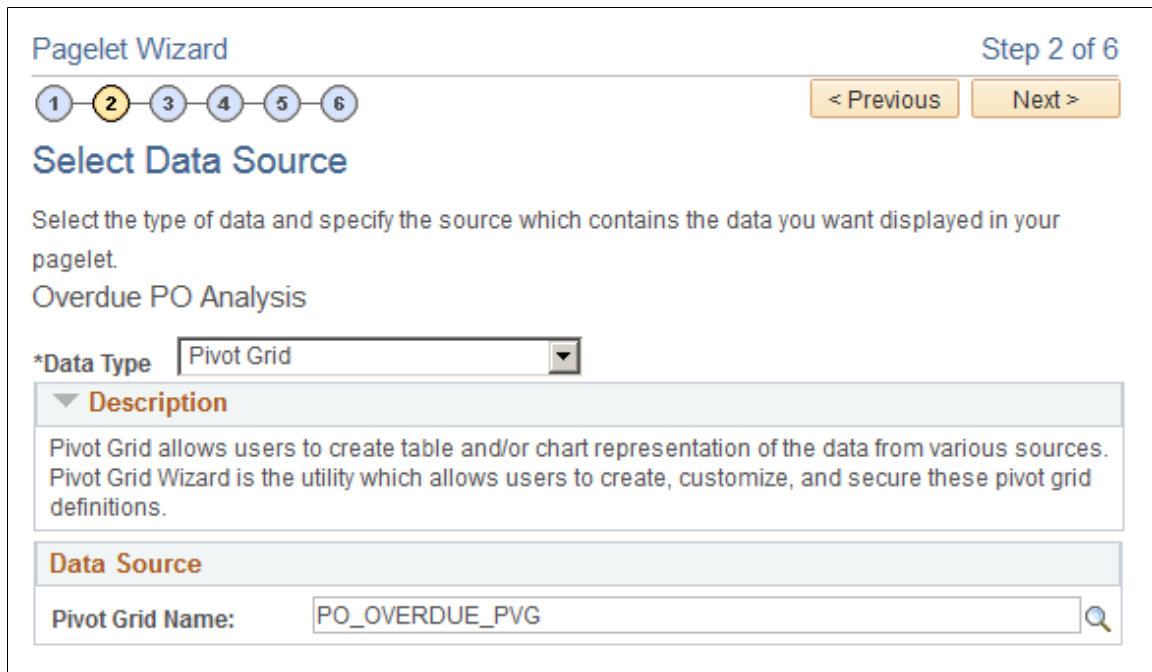 Pagelet Wizard
Step 2 of 6
1 2 3 4 5 6
< Previous
Next >
Select Data Source
Select the type of data and specify the source which contains the data you want displayed in your
pagelet.
Overdue PO Analysis
*Data Type Pivot Grid
Description
Pivot Grid allows users to create table and/or chart representation of the data from various sources.
Pivot Grid Wizard is the utility which allows users to create, customize, and secure these pivot grid
definitions.
Data Source
Pivot Grid Name: PO_OVERDUE_PVG